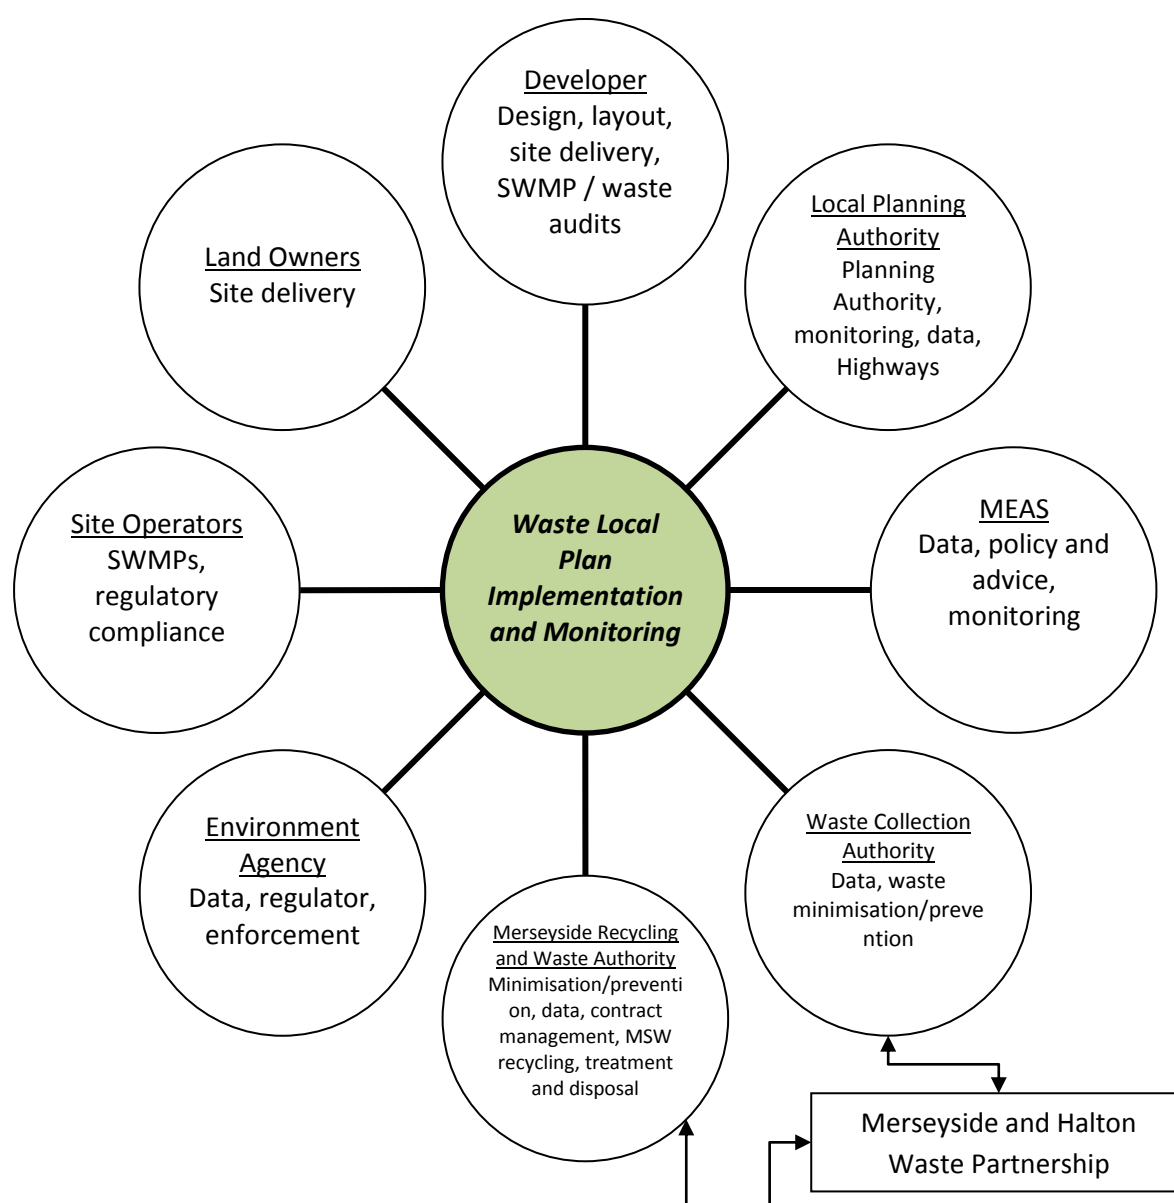 Developer
Design, layout,
site delivery,
SWMP / waste
audits
Local Planning
Authority
Planning
Authority,
monitoring, data,
Highways
Land Owners
Site delivery
MEAS
Data, policy and
advice,
monitoring
Site Operators
SWMPs,
regulatory
compliance
Waste Local
Plan
Implementation
and Monitoring
Waste Collection
Authority
Data, waste
minimisation/preve
ntion
Environment
Agency
Data, regulator,
enforcement
Merseyside Recycling
and Waste Authority
Minimisation/preventi
on, data, contract
management, MSW
recycling, treatment
and disposal
Merseyside and Halton
Waste Partnership